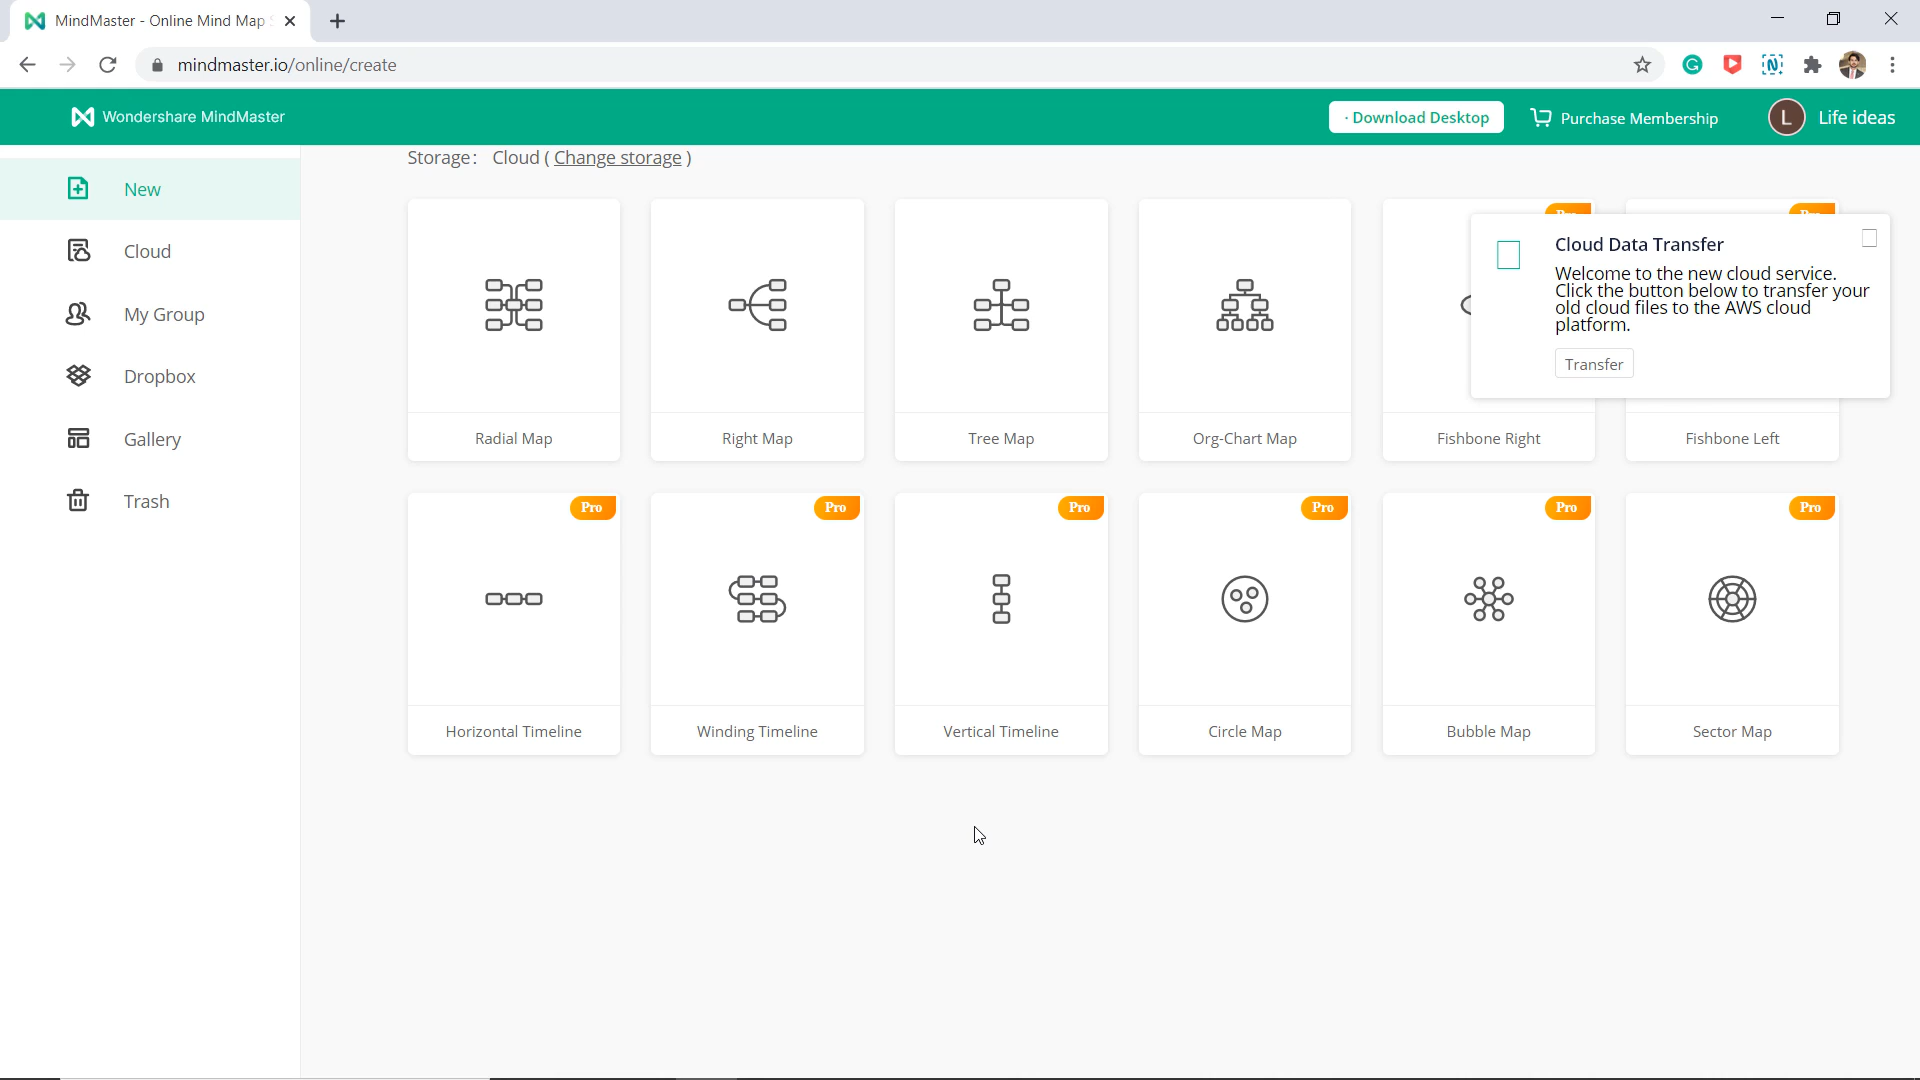 MindMaster - Online Mind Map
mindmaster.io/online/create
Wondershare MindMaster
· Download Desktop
Purchase Membership
L
Life ideas
Storage: Cloud ( Change storage )
New
Cloud
My Group
Dropbox
Gallery
Trash
Cloud Data Transfer
Welcome to the new cloud service.
Click the button below to transfer your
old cloud files to the AWS cloud
platform.
Transfer
Radial Map
Right Map
Tree Map
Org-Chart Map
Fishbone Right
Fishbone Left
Pro
Pro
Pro
Pro
Pro
Pro
Horizontal Timeline
Winding Timeline
Vertical Timeline
Circle Map
Bubble Map
Sector Map